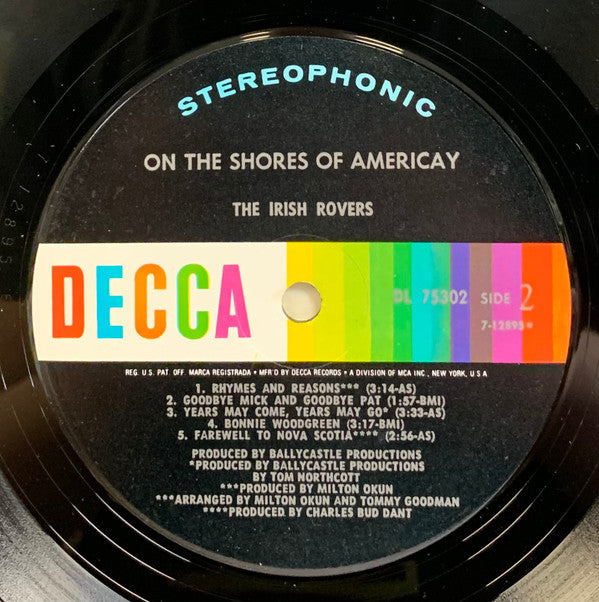 STEREOPHONIC
ON THE SHORES OF AMERICAY
THE IRISH ROVERS
DECCA
DL 75302 SIDE 2
7-12895*
REG. U.S. PAT. OFF. MARCA REGISTRADA • MFR'D BY DECCA RECORDS • A DIVISION OF MCA INC., NEW YORK, U S A
1. RHYMES AND REASONS*** (3:14-AS)
2. GOODBYE MICK AND GOODBYE PAT (1:57-BMI)
3. YEARS MAY COME, YEARS MAY GO* (3:33-AS)
4. BONNIE WOODGREEN (3:17-BMI)
5. FAREWELL TO NOVA SCOTIA**** (2:56-AS)
PRODUCED BY BALLYCASTLE PRODUCTIONS
*PRODUCED BY BALLYCASTLE PRODUCTIONS
BY TOM NORTHCOTT
***PRODUCED BY MILTON OKUN
***ARRANGED BY MILTON OKUN AND TOMMY GOODMAN
****PRODUCED BY CHARLES BUD DANT